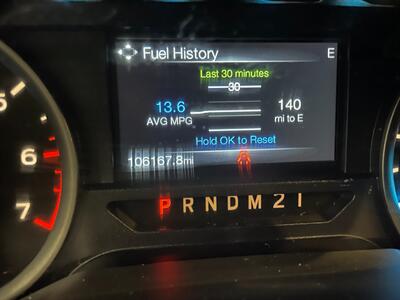 Fuel History E
Last 30 minutes
30
13.6 140
AVG MPG mi to E
Hold OK to Reset
106167.8mi
5
6
7
P R N D M 2 1